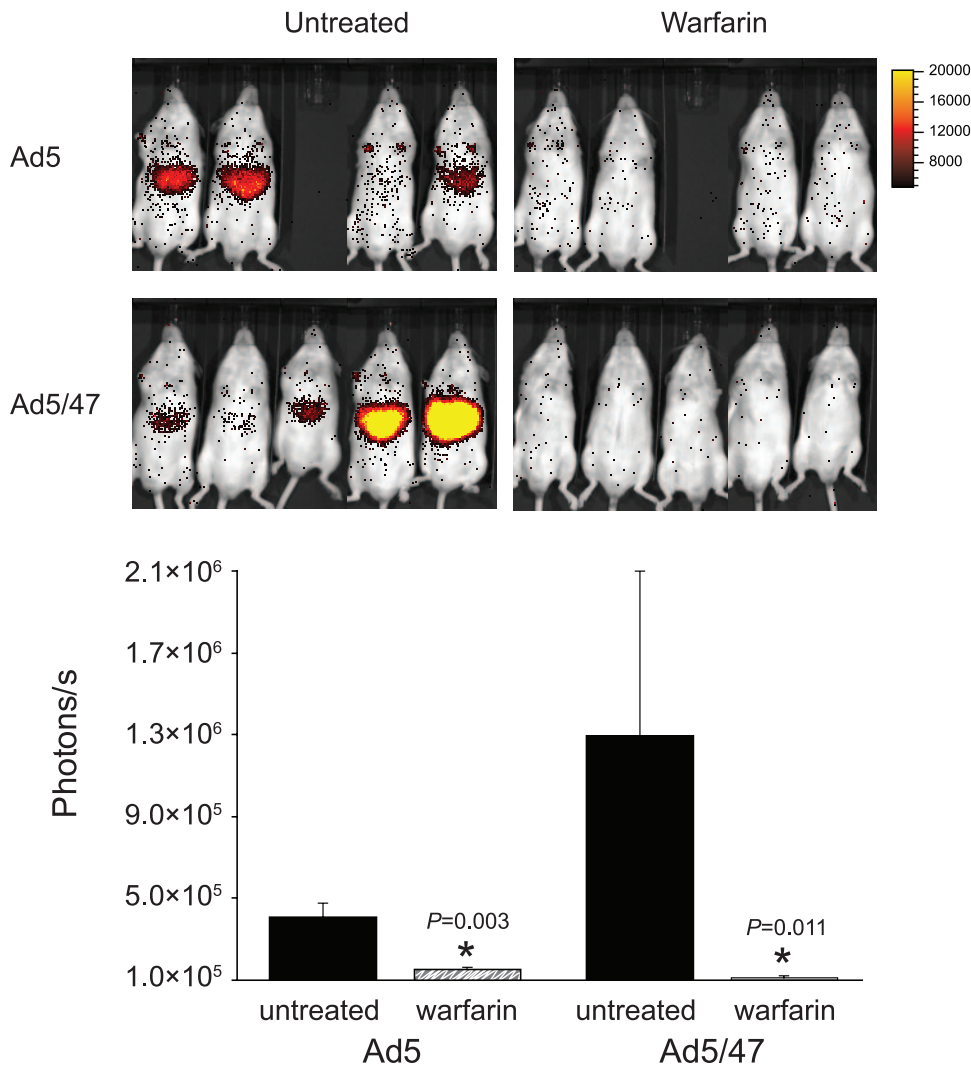 Untreated Warfarin
Ad5
20000
16000
12000
8000
Ad5/47
Photons/s
2.1×10⁶
1.7×10⁶
1.3×10⁶
9.0×10⁵
5.0×10⁵
1.0×10⁵
P=0.003
*
P=0.011
*
untreated warfarin untreated warfarin
Ad5 Ad5/47